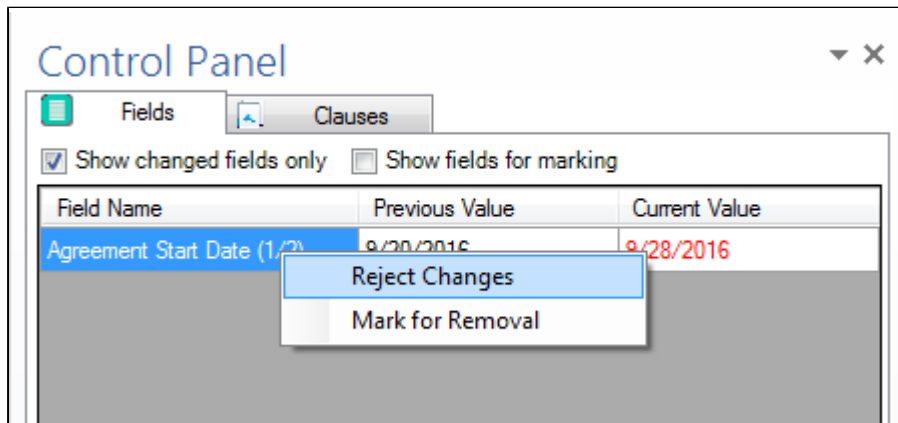 Control Panel
Fields Clauses
Show changed fields only Show fields for marking
Field Name Previous Value Current Value
Agreement Start Date (1/2) 9/20/2016 9/28/2016
Reject Changes
Mark for Removal